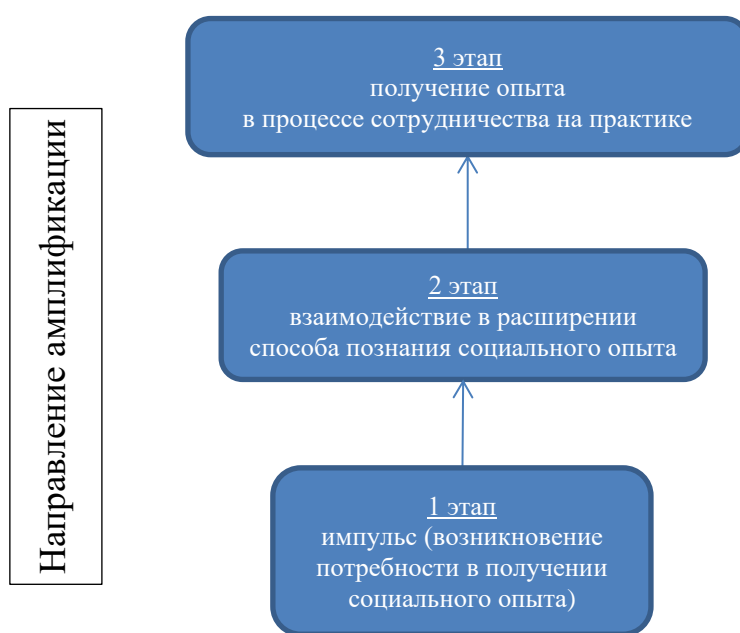 Направление амплификации
3 этап
получение опыта
в процессе сотрудничества на практике
2 этап
взаимодействие в расширении
способа познания социального опыта
1 этап
импульс (возникновение
потребности в получении
социального опыта)